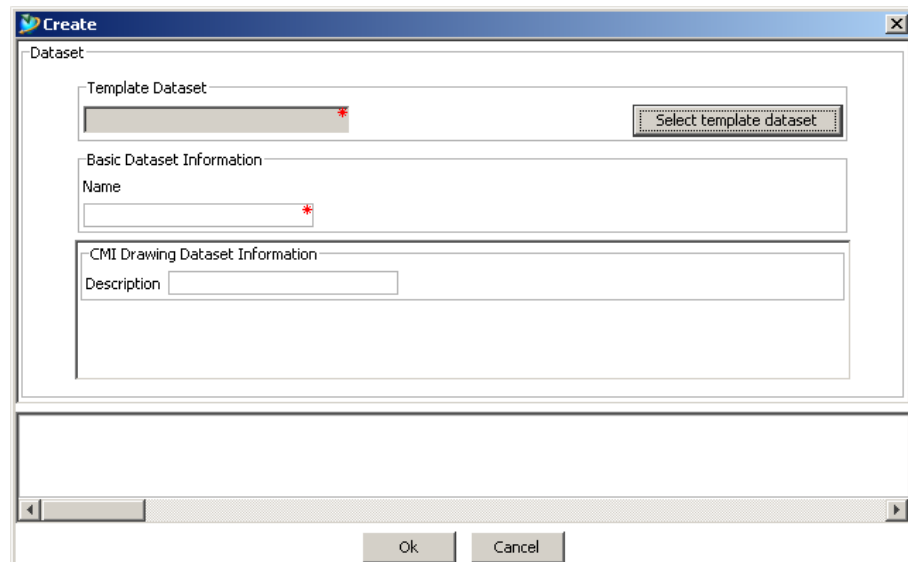 Create
Dataset
Template Dataset
*
Select template dataset
Basic Dataset Information
Name
*
CMI Drawing Dataset Information
Description
Ok
Cancel